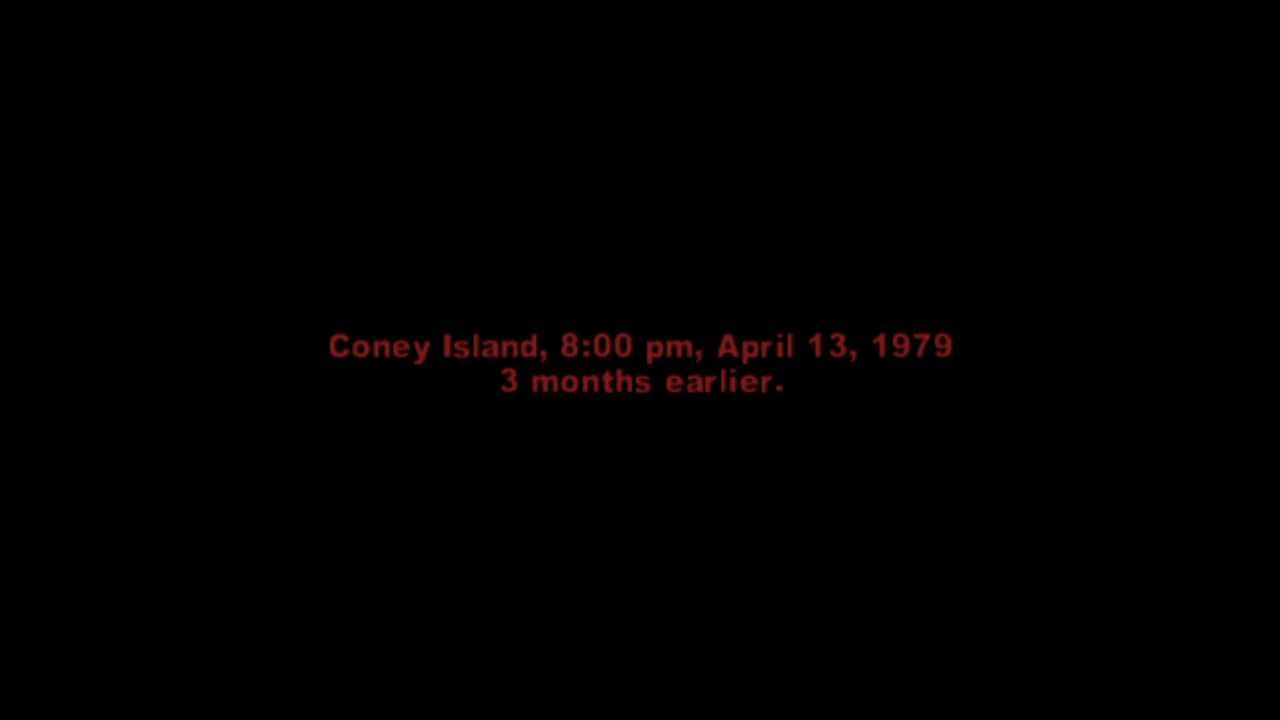 Coney Island, 8:00 pm, April 13, 1979
3 months earlier.